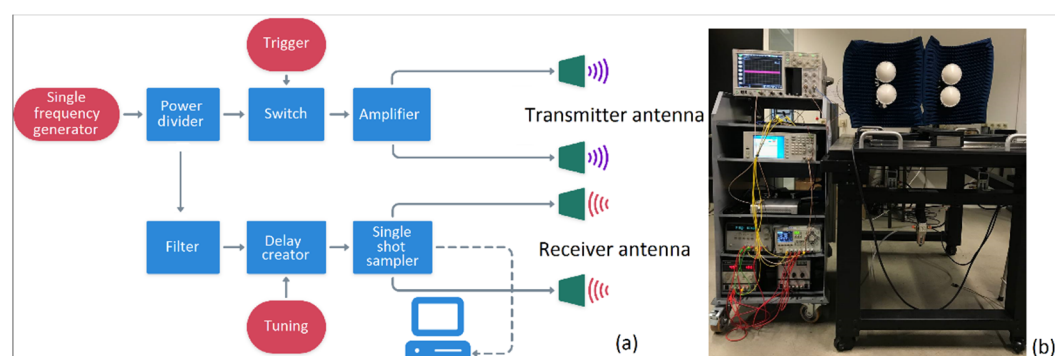 Trigger
Single
frequency
generator
Power
divider
Switch
Amplifier
Transmitter antenna
Filter
Delay
creator
Single
shot
sampler
Receiver antenna
Tuning
(a)
(b)